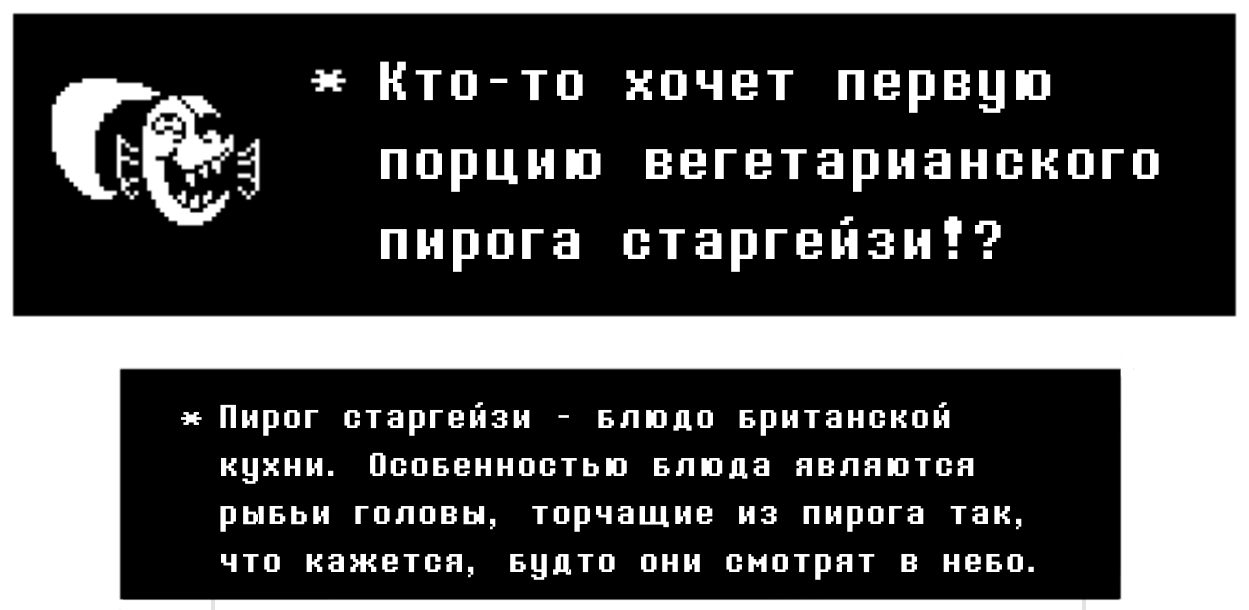 * Кто-то хочет первую
порцию вегетарианского
пирога старгейзи!?
* Пирог старгейзи - блюдо британской
кухни. Особенностью блюда являются
рыбьи головы, торчащие из пирога так,
что кажется, будто они смотрят в небо.